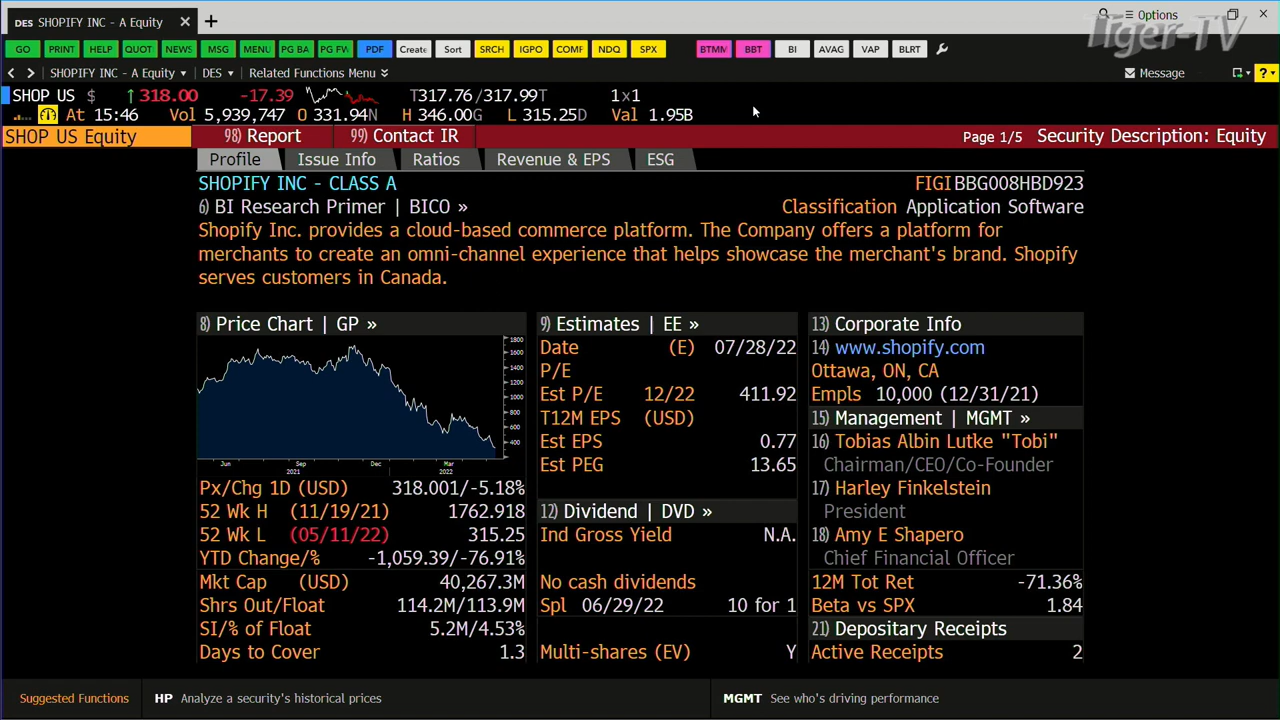 DES SHOPIFY INC - A Equity × +
Options
Tiger-TV
GO PRINT HELP QUOT NEWS MSG MENU PG BA PG FW PDF Create Sort SRCH IGPO COMF NDQ SPX BTMM BBT BI AVAG VAP BLRT
SHOPIFY INC - A Equity DES Related Functions Menu Message ?
SHOP US $ ↑318.00 -17.39 T317.76/317.99T 1x1
At 15:46 Vol 5,939,747 O 331.94N H 346.00G L 315.25D Val 1.95B
SHOP US Equity 98) Report 99) Contact IR Page 1/5 Security Description: Equity
Profile Issue Info Ratios Revenue & EPS ESG
SHOPIFY INC - CLASS A FIGI BBG008HBD923
6) BI Research Primer | BICO » Classification Application Software
Shopify Inc. provides a cloud-based commerce platform. The Company offers a platform for
merchants to create an omni-channel experience that helps showcase the merchant's brand. Shopify
serves customers in Canada.
8) Price Chart | GP »
1800
1600
1400
1200
1000
800
600
400
Jun Sep Dec Mar
2021 2022
Px/Chg 1D (USD) 318.001/-5.18%
52 Wk H (11/19/21) 1762.918
52 Wk L (05/11/22) 315.25
YTD Change/% -1,059.39/-76.91%
Mkt Cap (USD) 40,267.3M
Shrs Out/Float 114.2M/113.9M
SI/% of Float 5.2M/4.53%
Days to Cover 1.3
9) Estimates | EE »
Date (E) 07/28/22
P/E
Est P/E 12/22 411.92
T12M EPS (USD)
Est EPS 0.77
Est PEG 13.65
12) Dividend | DVD »
Ind Gross Yield N.A.
No cash dividends
Spl 06/29/22 10 for 1
Multi-shares (EV) Y
13) Corporate Info
14) www.shopify.com
Ottawa, ON, CA
Empls 10,000 (12/31/21)
15) Management | MGMT »
16) Tobias Albin Lutke "Tobi"
Chairman/CEO/Co-Founder
17) Harley Finkelstein
President
18) Amy E Shapero
Chief Financial Officer
12M Tot Ret -71.36%
Beta vs SPX 1.84
21) Depositary Receipts
Active Receipts 2
Suggested Functions HP Analyze a security's historical prices MGMT See who's driving performance